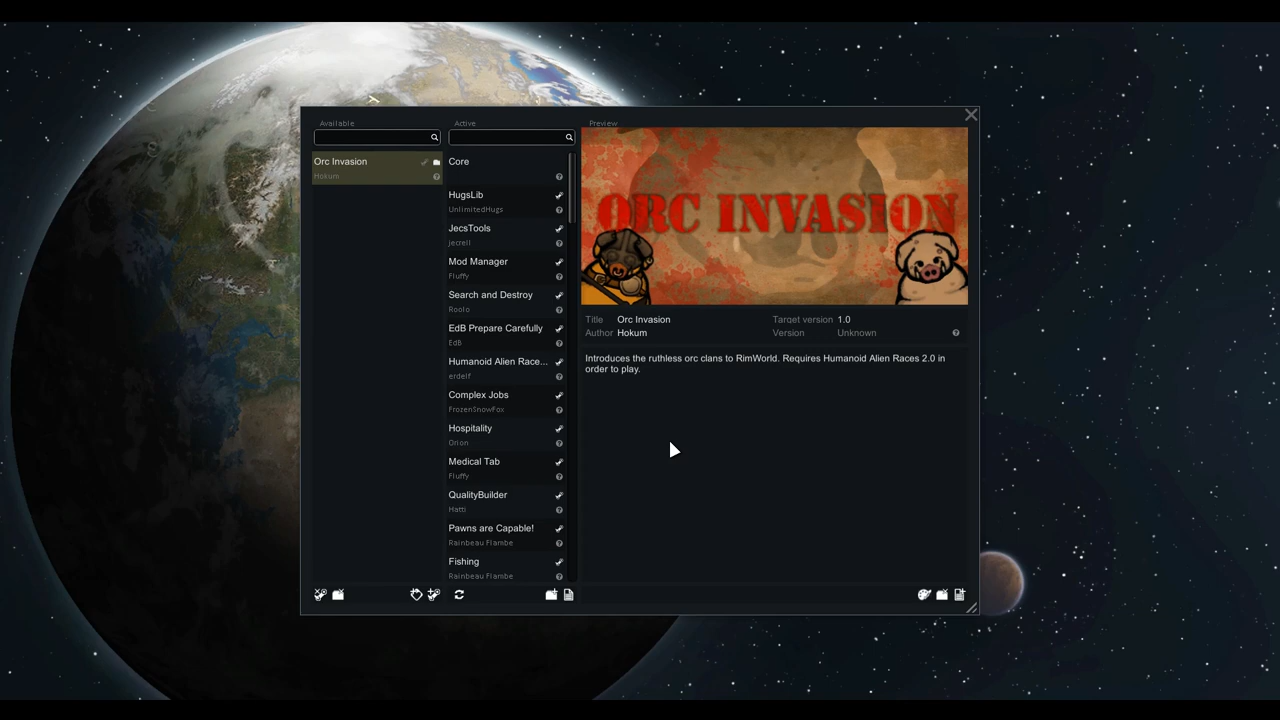 Available
Active
Preview
Orc Invasion
Hokum
Core
HugsLib
UnlimitedHugs
JecsTools
jecrell
Mod Manager
Fluffy
Search and Destroy
Roolo
EdB Prepare Carefully
EdB
Humanoid Alien Race...
erdelf
Complex Jobs
FrozenSnowFox
Hospitality
Orion
Medical Tab
Fluffy
QualityBuilder
Hatti
Pawns are Capable!
Rainbeau Flambe
Fishing
Rainbeau Flambe
ORC INVASION
Title Orc Invasion Target version 1.0
Author Hokum Version Unknown
Introduces the ruthless orc clans to RimWorld. Requires Humanoid Alien Races 2.0 in
order to play.